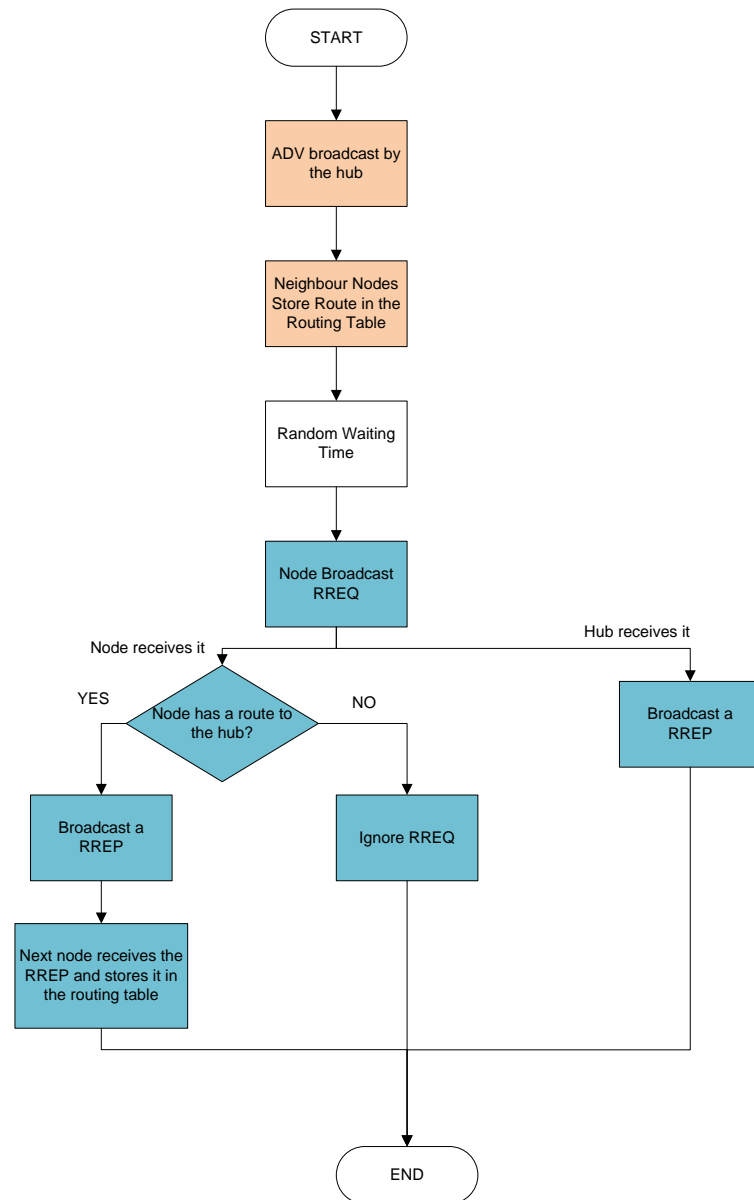 START
ADV broadcast by
the hub
Neighbour Nodes
Store Route in the
Routing Table
Random Waiting
Time
Node Broadcast
RREQ
Node receives it
Hub receives it
YES
Node has a route to
the hub?
NO
Broadcast a
RREP
Broadcast a
RREP
Ignore RREQ
Next node receives the
RREP and stores it in
the routing table
END